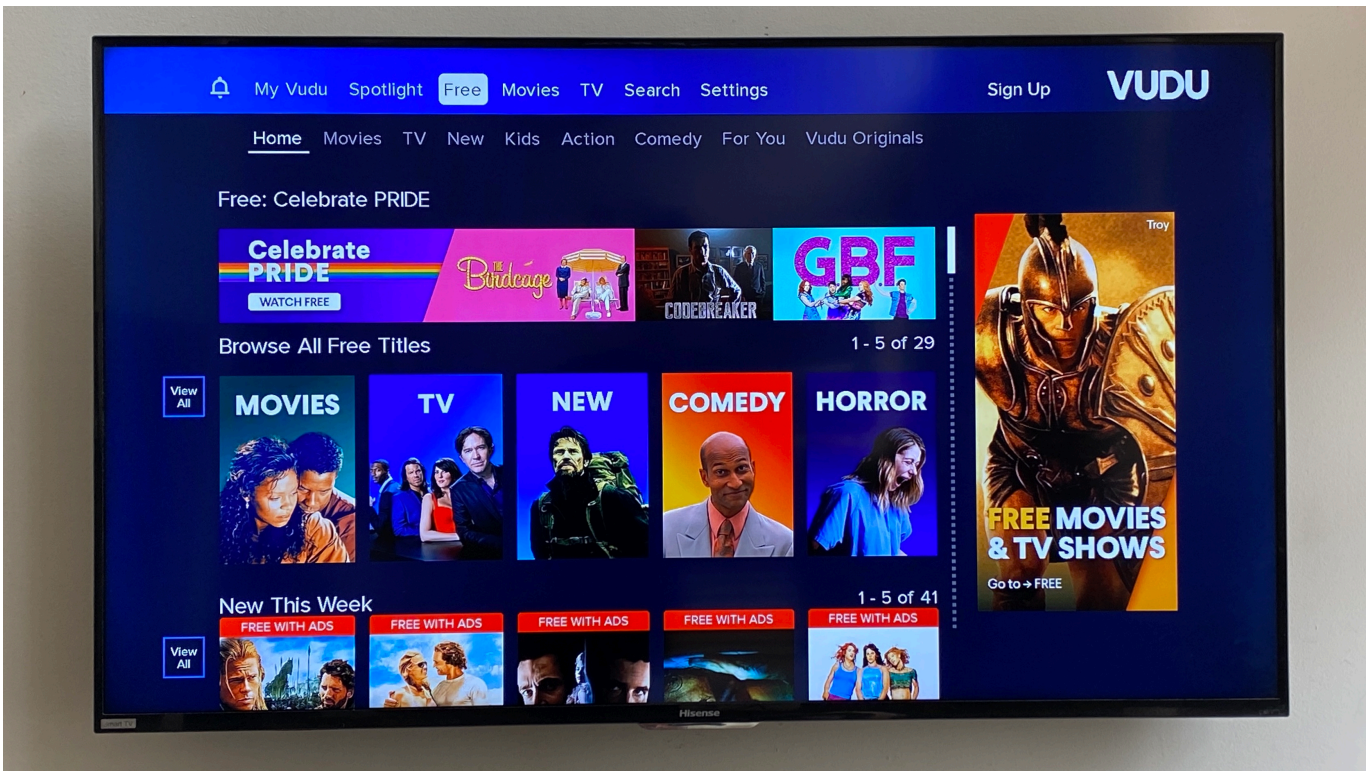 My Vudu Spotlight Free Movies TV Search Settings Sign Up VUDU
Home Movies TV New Kids Action Comedy For You Vudu Originals
Free: Celebrate PRIDE
Celebrate
PRIDE
WATCH FREE
THE
Birdcage
CODEBREAKER
GBF
Troy
FREE MOVIES
& TV SHOWS
Go to → FREE
Browse All Free Titles
1 - 5 of 29
View
All
MOVIES
TV
NEW
COMEDY
HORROR
New This Week
1 - 5 of 41
View
All
FREE WITH ADS
FREE WITH ADS
FREE WITH ADS
FREE WITH ADS
FREE WITH ADS
Hisense
smart TV